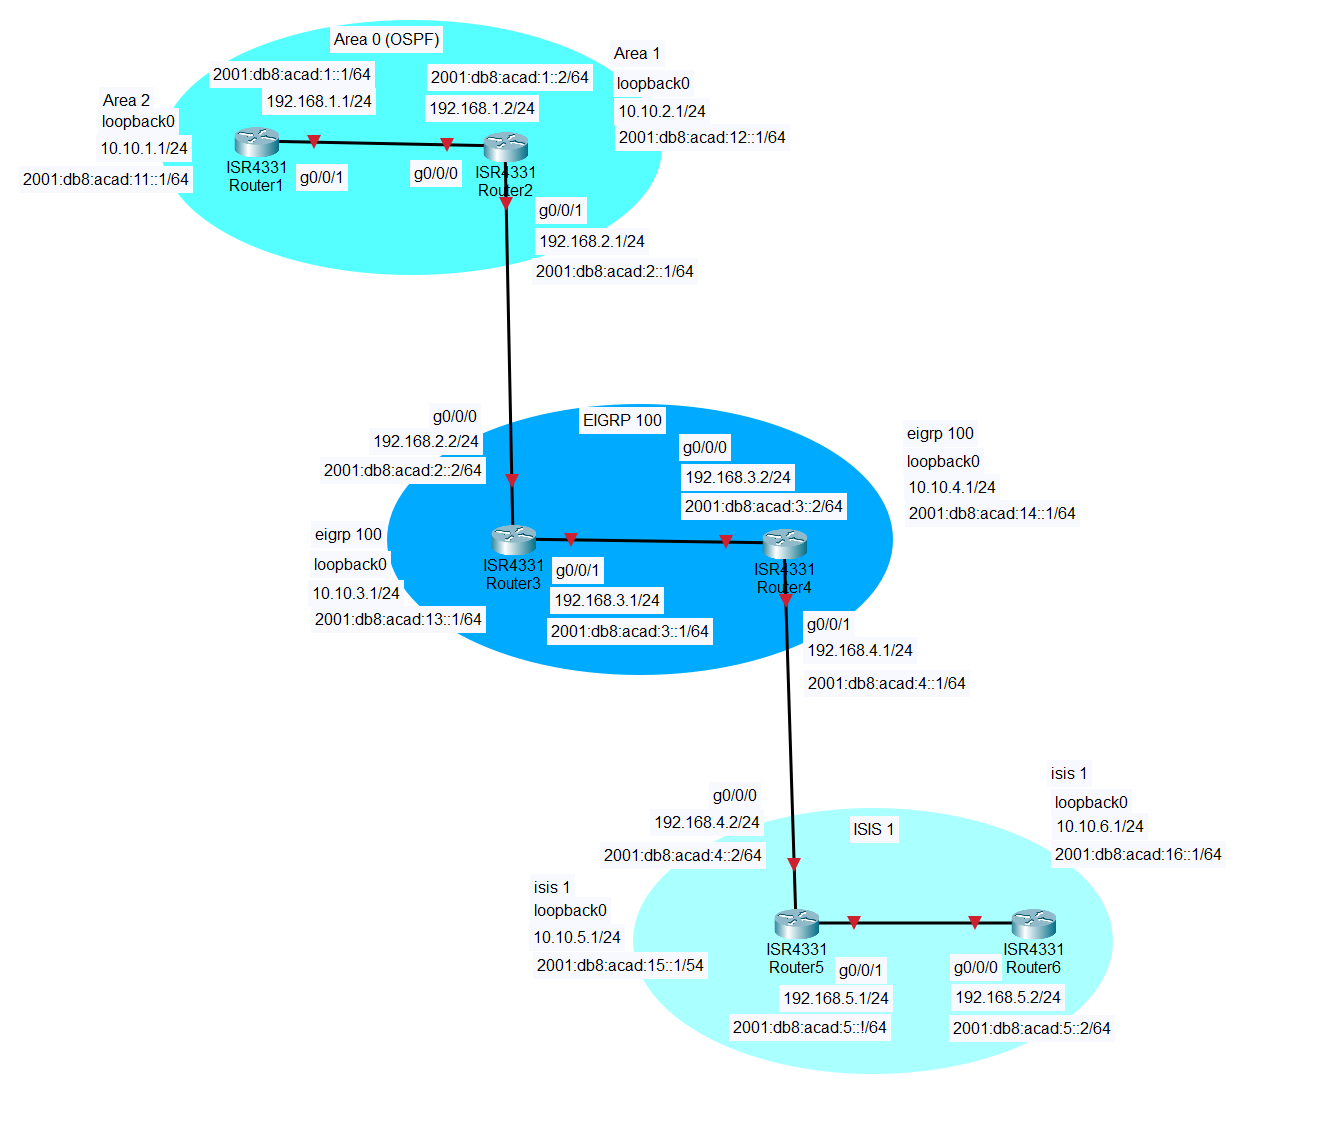 Area 0 (OSPF)
Area 1
2001:db8:acad:1::1/64
2001:db8:acad:1::2/64
loopback0
Area 2
192.168.1.1/24
192.168.1.2/24
10.10.2.1/24
loopback0
2001:db8:acad:12::1/64
10.10.1.1/24
2001:db8:acad:11::1/64
ISR4331
Router1
g0/0/1
g0/0/0
ISR4331
Router2
g0/0/1
192.168.2.1/24
2001:db8:acad:2::1/64
g0/0/0
192.168.2.2/24
2001:db8:acad:2::2/64
EIGRP 100
g0/0/0
192.168.3.2/24
2001:db8:acad:3::2/64
eigrp 100
loopback0
10.10.4.1/24
2001:db8:acad:14::1/64
eigrp 100
loopback0
10.10.3.1/24
2001:db8:acad:13::1/64
ISR4331
Router3
g0/0/1
192.168.3.1/24
2001:db8:acad:3::1/64
ISR4331
Router4
g0/0/1
192.168.4.1/24
2001:db8:acad:4::1/64
g0/0/0
192.168.4.2/24
2001:db8:acad:4::2/64
ISIS 1
isis 1
loopback0
10.10.6.1/24
2001:db8:acad:16::1/64
isis 1
loopback0
10.10.5.1/24
2001:db8:acad:15::1/54
ISR4331
Router5
g0/0/1
192.168.5.1/24
2001:db8:acad:5::!/64
ISR4331
Router6
g0/0/0
192.168.5.2/24
2001:db8:acad:5::2/64